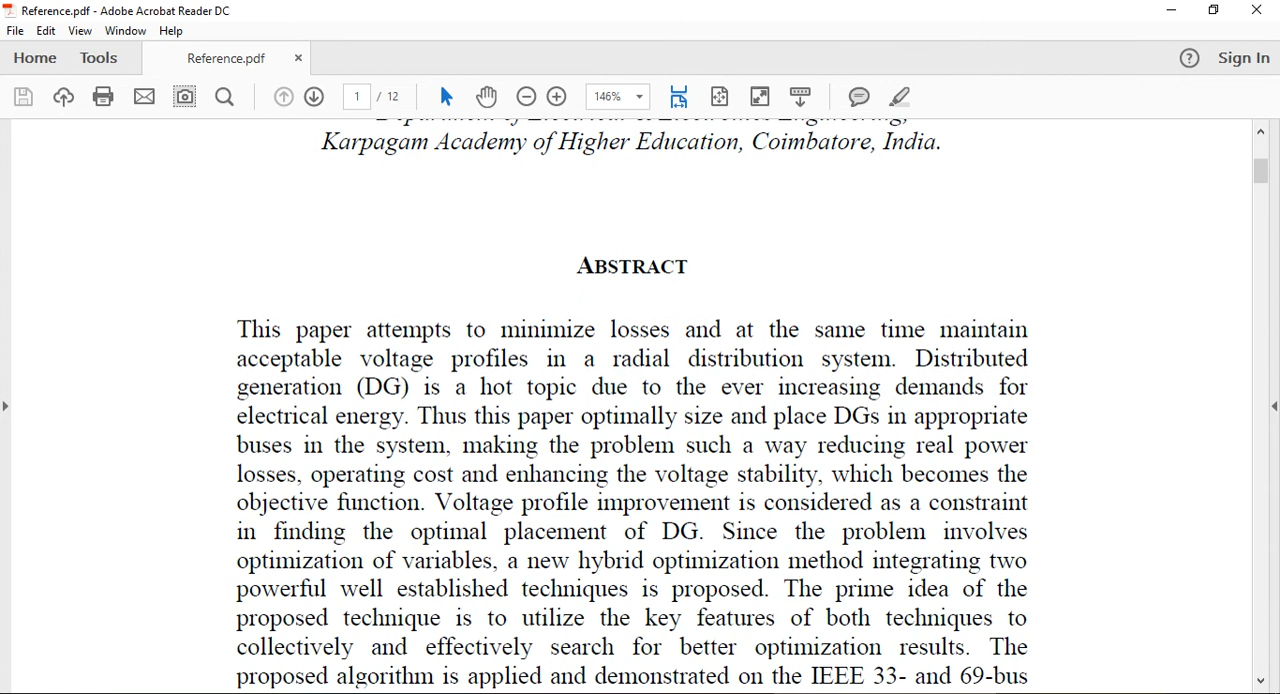 Reference.pdf - Adobe Acrobat Reader DC
File Edit View Window Help
Home Tools Reference.pdf × ? Sign In
1 / 12 146%
Department of Electrical & Electronics Engineering,
Karpagam Academy of Higher Education, Coimbatore, India.
ABSTRACT
This paper attempts to minimize losses and at the same time maintain
acceptable voltage profiles in a radial distribution system. Distributed
generation (DG) is a hot topic due to the ever increasing demands for
electrical energy. Thus this paper optimally size and place DGs in appropriate
buses in the system, making the problem such a way reducing real power
losses, operating cost and enhancing the voltage stability, which becomes the
objective function. Voltage profile improvement is considered as a constraint
in finding the optimal placement of DG. Since the problem involves
optimization of variables, a new hybrid optimization method integrating two
powerful well established techniques is proposed. The prime idea of the
proposed technique is to utilize the key features of both techniques to
collectively and effectively search for better optimization results. The
proposed algorithm is applied and demonstrated on the IEEE 33- and 69-bus